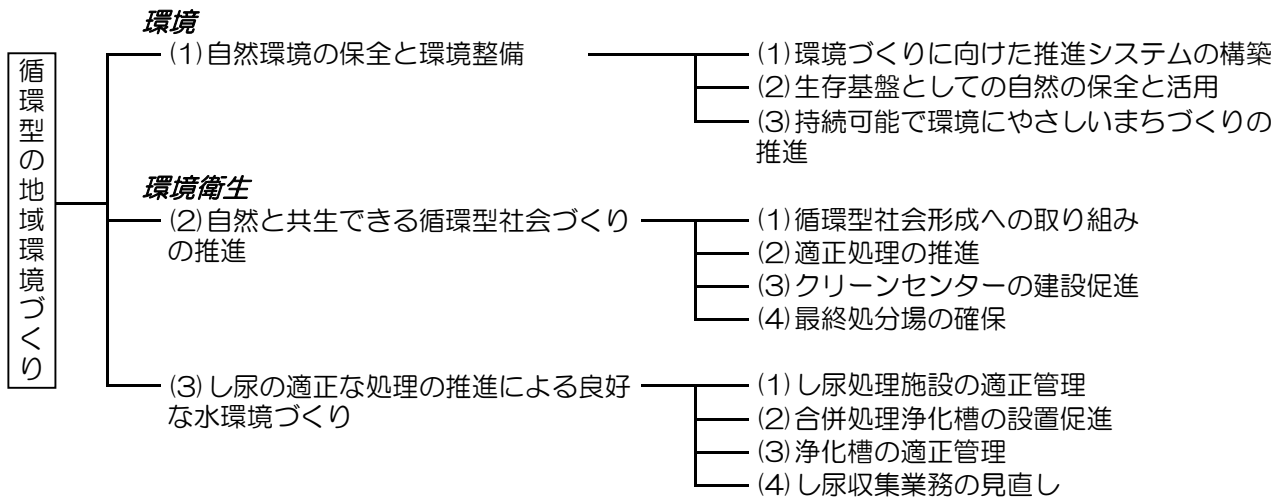 循環型の地域環境づくり
環境
(1)自然環境の保全と環境整備
(1)環境づくりに向けた推進システムの構築
(2)生存基盤としての自然の保全と活用
(3)持続可能で環境にやさしいまちづくりの
推進
環境衛生
(2)自然と共生できる循環型社会づくり
の推進
(1)循環型社会形成への取り組み
(2)適正処理の推進
(3)クリーンセンターの建設促進
(4)最終処分場の確保
(3)し尿の適正な処理の推進による良好
な水環境づくり
(1)し尿処理施設の適正管理
(2)合併処理浄化槽の設置促進
(3)浄化槽の適正管理
(4)し尿収集業務の見直し